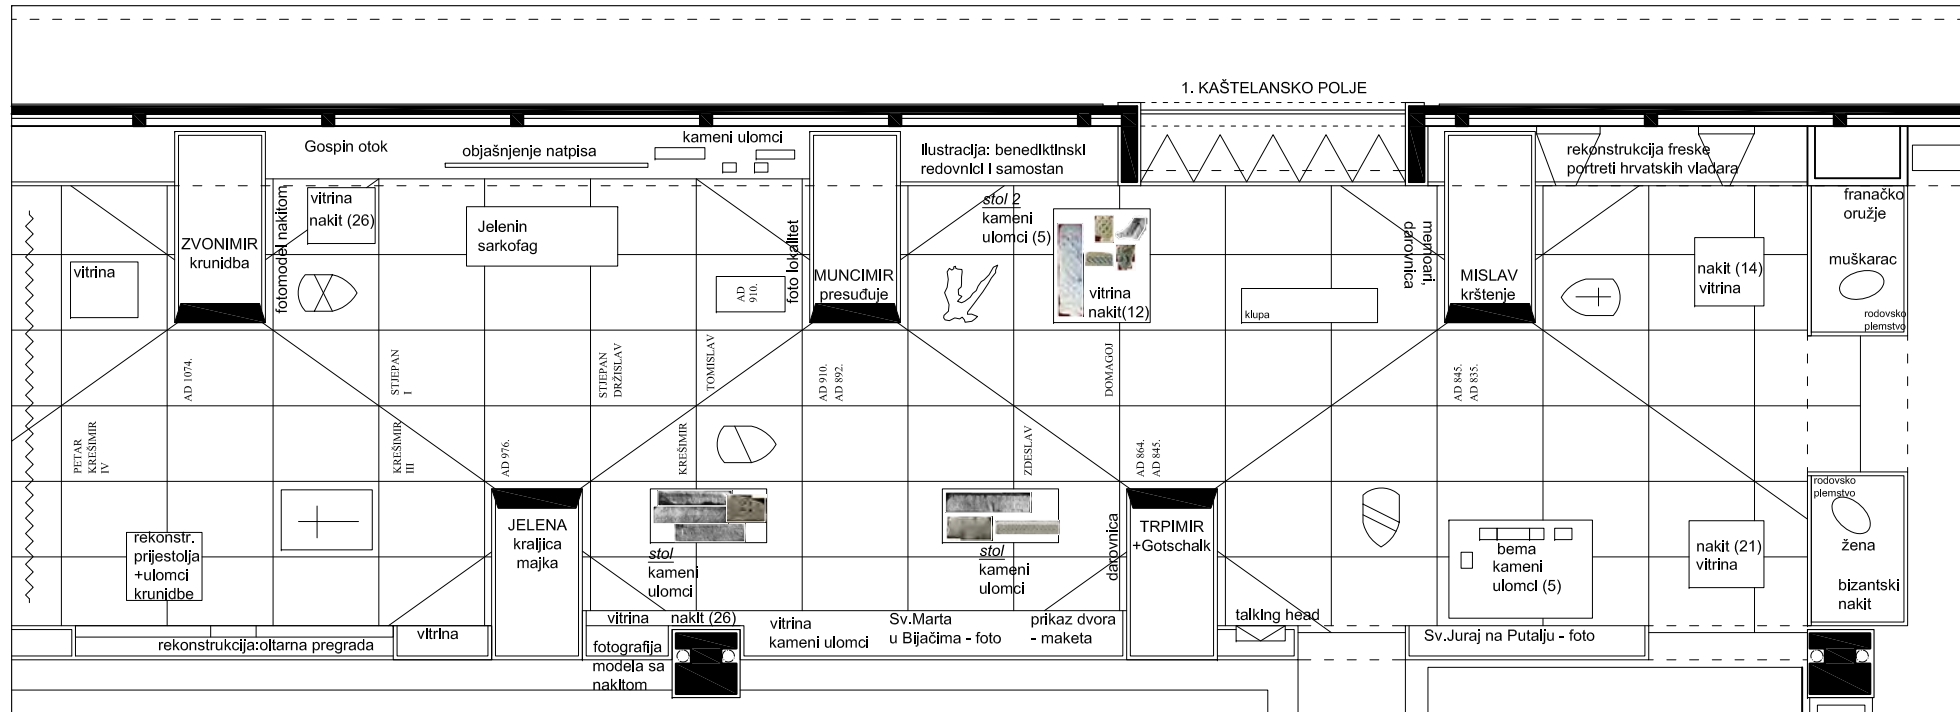 1. KAŠTELANSKO POLJE
Gospin otok
objašnjenje natpisa
kameni ulomci
Ilustracija: benediktinski
redovnici i samostan
rekonstrukcija freske
portreti hrvatskih vladara
ZVONIMIR
krunidba
fotomodel nakitom
vitrina
nakit (26)
Jelenin
sarkofag
foto lokalitet
MUNCIMIR
presuđuje
stol 2
kameni
ulomci (5)
vitrina
nakit(12)
memoari,
darovnica
MISLAV
krštenje
nakit (14)
vitrina
franačko
oružje
muškarac
rodovsko
plemstvo
vitrina
AD
910.
klupa
AD 1074.
STJEPAN
I
STJEPAN
DRŽISLAV
TOMISLAV
AD 910.
AD 892.
DOMAGOJ
AD 845.
AD 835.
PETAR
KREŠIMIR
IV
KREŠIMIR
III
AD 976.
KREŠIMIR
ZDESLAV
AD 864.
AD 845.
rekonstr.
prijestolja
+ulomci
krunidbe
JELENA
kraljica
majka
stol
kameni
ulomci
stol
kameni
ulomci
darovnica
TRPIMIR
+Gotschalk
bema
kameni
ulomci (5)
nakit (21)
vitrina
rodovsko
plemstvo
žena
bizantski
nakit
rekonstrukcija:oltarna pregrada
vitrina
vitrina
nakit (26)
fotografija
modela sa
nakitom
vitrina
kameni ulomci
Sv.Marta
u Bijaćima - foto
prikaz dvora
- maketa
talking head
Sv.Juraj na Putalju - foto